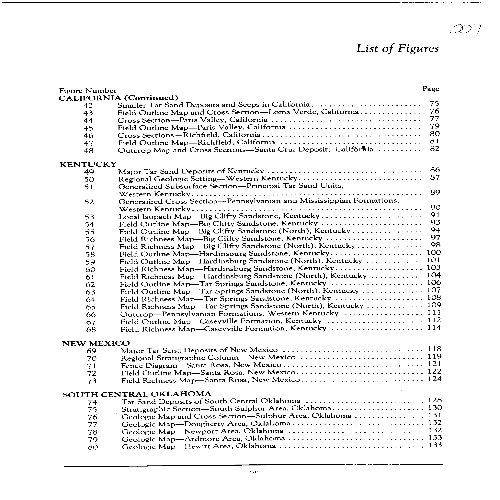 List of Figures
Figure Number Page
CALIFORNIA (Continued)
42 Smaller Tar Sand Deposits and Seeps in California 75
43 Field Outline Map and Cross Section—Loma Verde, California 76
44 Cross Section—Paris Valley, California 77
45 Field Outline Map—Paris Valley, California 79
46 Cross Sections—Richfield, California 80
47 Field Outline Map—Richfield, California 81
48 Outcrop Map and Cross Sections—Santa Cruz Deposit, California 82
KENTUCKY
49 Major Tar Sand Deposits of Kentucky 86
50 Regional Geologic Setting—Western Kentucky 87
51 Generalized Subsurface Section—Principal Tar Sand Units,
Western Kentucky 89
52 Generalized Cross Section—Pennsylvanian and Mississippian Formations,
Western Kentucky 90
53 Local Isopach Map—Big Clifty Sandstone, Kentucky 91
54 Field Outline Map—Big Clifty Sandstone, Kentucky 93
55 Field Outline Map—Big Clifty Sandstone (North), Kentucky 94
56 Field Richness Map—Big Clifty Sandstone, Kentucky 97
57 Field Richness Map—Big Clifty Sandstone (North), Kentucky 98
58 Field Outline Map—Hardinsburg Sandstone, Kentucky 100
59 Field Outline Map—Hardinsburg Sandstone (North), Kentucky 101
60 Field Richness Map—Hardinsburg Sandstone, Kentucky 103
61 Field Richness Map—Hardinsburg Sandstone (North), Kentucky 104
62 Field Outline Map—Tar Springs Sandstone, Kentucky 106
63 Field Outline Map—Tar Springs Sandstone (North), Kentucky 107
64 Field Richness Map—Tar Springs Sandstone, Kentucky 108
65 Field Richness Map—Tar Springs Sandstone (North), Kentucky 109
66 Outcrop—Pennsylvanian Formations, Western Kentucky 111
67 Field Outline Map—Caseyville Formation, Kentucky 112
68 Field Richness Map—Caseyville Formation, Kentucky 114
NEW MEXICO
69 Major Tar Sand Deposits of New Mexico 118
70 Regional Stratigraphic Column—New Mexico 119
71 Fence Diagram—Santa Rosa, New Mexico 121
72 Field Outline Map—Santa Rosa, New Mexico 122
73 Field Richness Map—Santa Rosa, New Mexico 124
SOUTH CENTRAL OKLAHOMA
74 Tar Sand Deposits of South Central Oklahoma 128
75 Stratigraphic Section—South Sulphur Area, Oklahoma 130
76 Geologic Map and Cross Section—Sulphur Area, Oklahoma 131
77 Geologic Map—Dougherty Area, Oklahoma 132
78 Geologic Map—Newport Area, Oklahoma 132
79 Geologic Map—Ardmore Area, Oklahoma 133
80 Geologic Map—Hewitt Area, Oklahoma 133